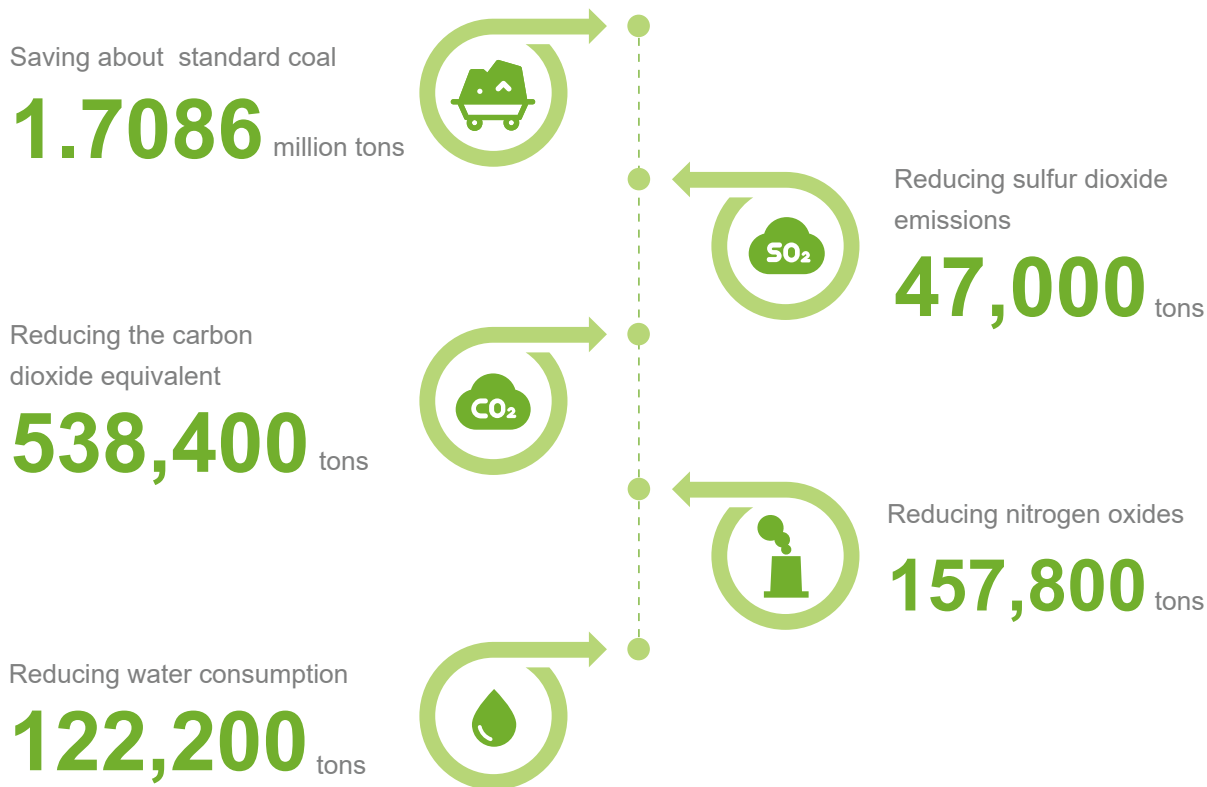 Saving about  standard coal
1.7086 million tons
Reducing sulfur dioxide
emissions
SO₂
47,000 tons
Reducing the carbon
dioxide equivalent
CO₂
538,400 tons
Reducing nitrogen oxides
157,800 tons
Reducing water consumption
122,200 tons